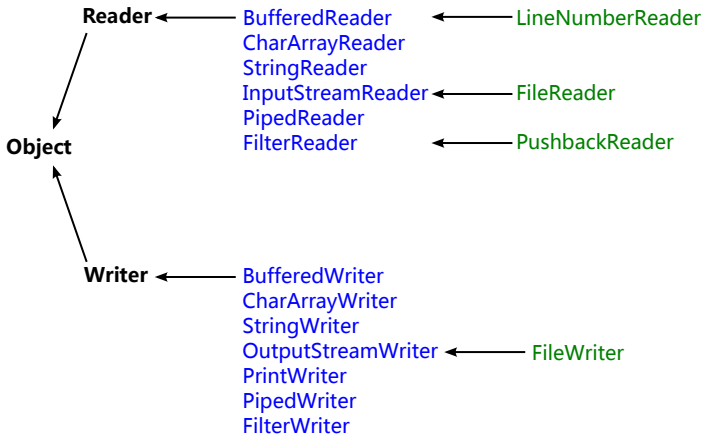 Reader BufferedReader LineNumberReader
CharArrayReader
StringReader
InputStreamReader FileReader
PipedReader
FilterReader PushbackReader
Object
Writer BufferedWriter
CharArrayWriter
StringWriter
OutputStreamWriter FileWriter
PrintWriter
PipedWriter
FilterWriter